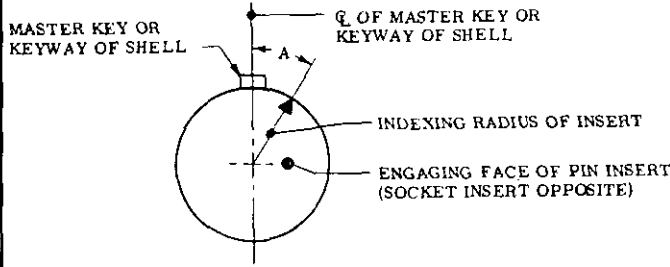 MASTER KEY OR
KEYWAY OF SHELL
℄ OF MASTER KEY OR
KEYWAY OF SHELL
A
INDEXING RADIUS OF INSERT
ENGAGING FACE OF PIN INSERT
(SOCKET INSERT OPPOSITE)